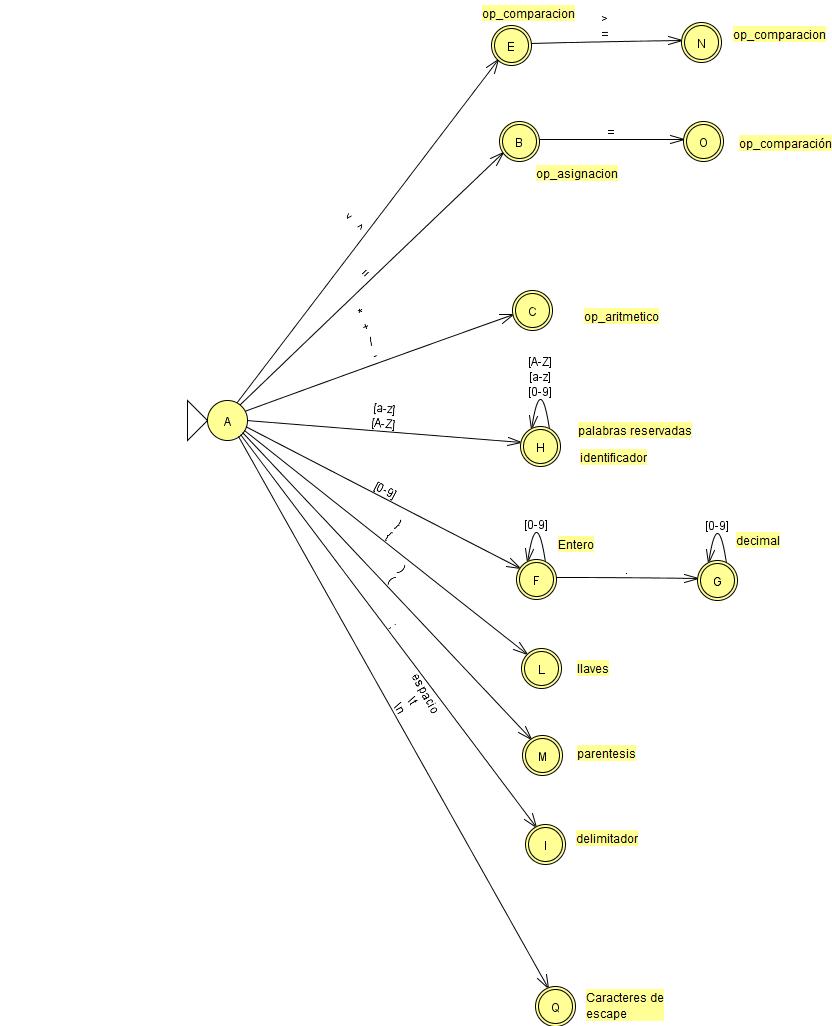 op_comparacion
>
=
E
N
op_comparacion
=
B
O
op_comparación
op_asignacion
< >
=
C
op_aritmetico
*
+
/
-
[A-Z]
[a-z]
[0-9]
[a-z]
[A-Z]
A
H
palabras reservadas
identificador
[0-9]
}
{
[0-9]
Entero
[0-9]
decimal
F
.
G
)
(
;
L
llaves
espacio
\t
\n
M
parentesis
I
delimitador
Q
Caracteres de
escape